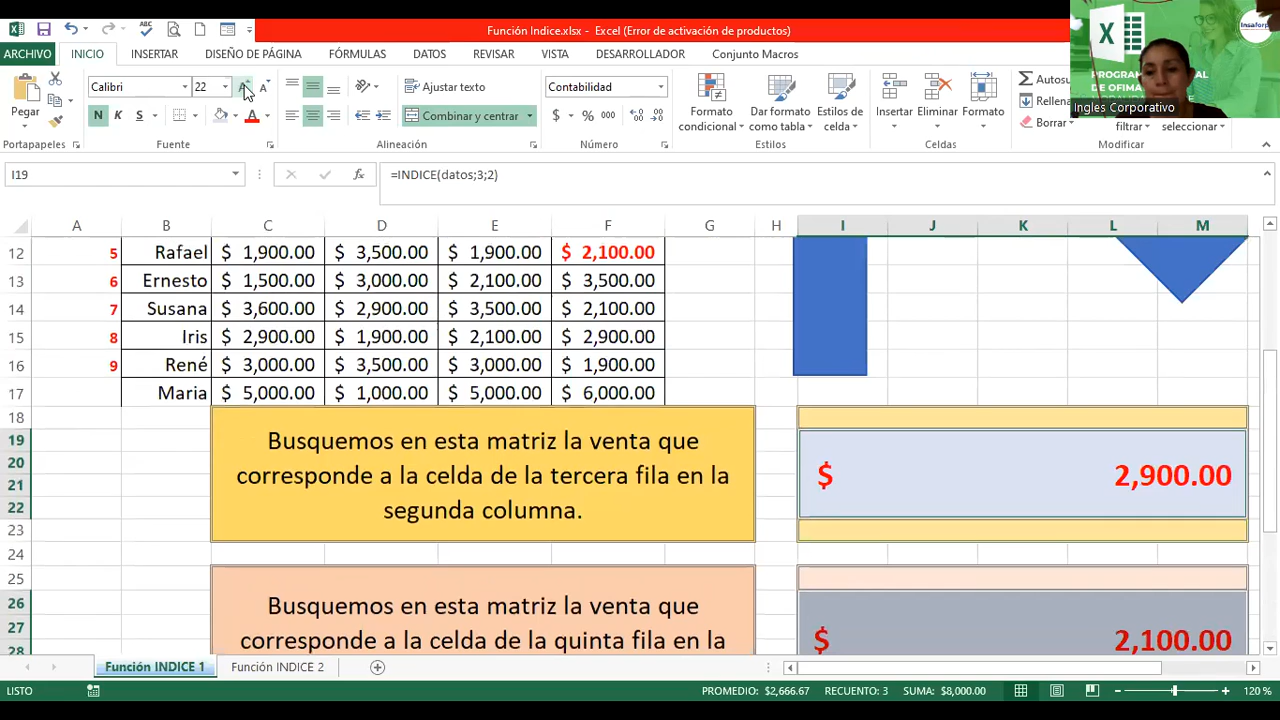 Función Indice.xlsx - Excel (Error de activación de productos)
ARCHIVO INICIO INSERTAR DISEÑO DE PÁGINA FÓRMULAS DATOS REVISAR VISTA DESARROLLADOR Conjunto Macros
Insaforp
PROGRAMA
DE OFIMA
Ingles Corporativo
Calibri 22 Ajustar texto Contabilidad
Pegar N K S Combinar y centrar $ % 000
Formato condicional Dar formato como tabla Estilos de celda Insertar Eliminar Formato
Autosu
Rellena
Borrar filtrar seleccionar
Portapapeles Fuente Alineación Número Estilos Celdas Modificar
I19 fx =INDICE(datos;3;2)
A B C D E F G H I J K L M
12 5 Rafael $ 1,900.00 $ 3,500.00 $ 1,900.00 $ 2,100.00
13 6 Ernesto $ 1,500.00 $ 3,000.00 $ 2,100.00 $ 3,500.00
14 7 Susana $ 3,600.00 $ 2,900.00 $ 3,500.00 $ 2,100.00
15 8 Iris $ 2,900.00 $ 1,900.00 $ 2,100.00 $ 2,900.00
16 9 René $ 3,000.00 $ 3,500.00 $ 3,000.00 $ 1,900.00
17 Maria $ 5,000.00 $ 1,000.00 $ 5,000.00 $ 6,000.00
18
19 Busquemos en esta matriz la venta que
20
21 corresponde a la celda de la tercera fila en la $ 2,900.00
22 segunda columna.
23
24
25
26 Busquemos en esta matriz la venta que
27 corresponde a la celda de la quinta fila en la $ 2,100.00
28
Función INDICE 1 Función INDICE 2
LISTO PROMEDIO: $2,666.67 RECUENTO: 3 SUMA: $8,000.00 120 %